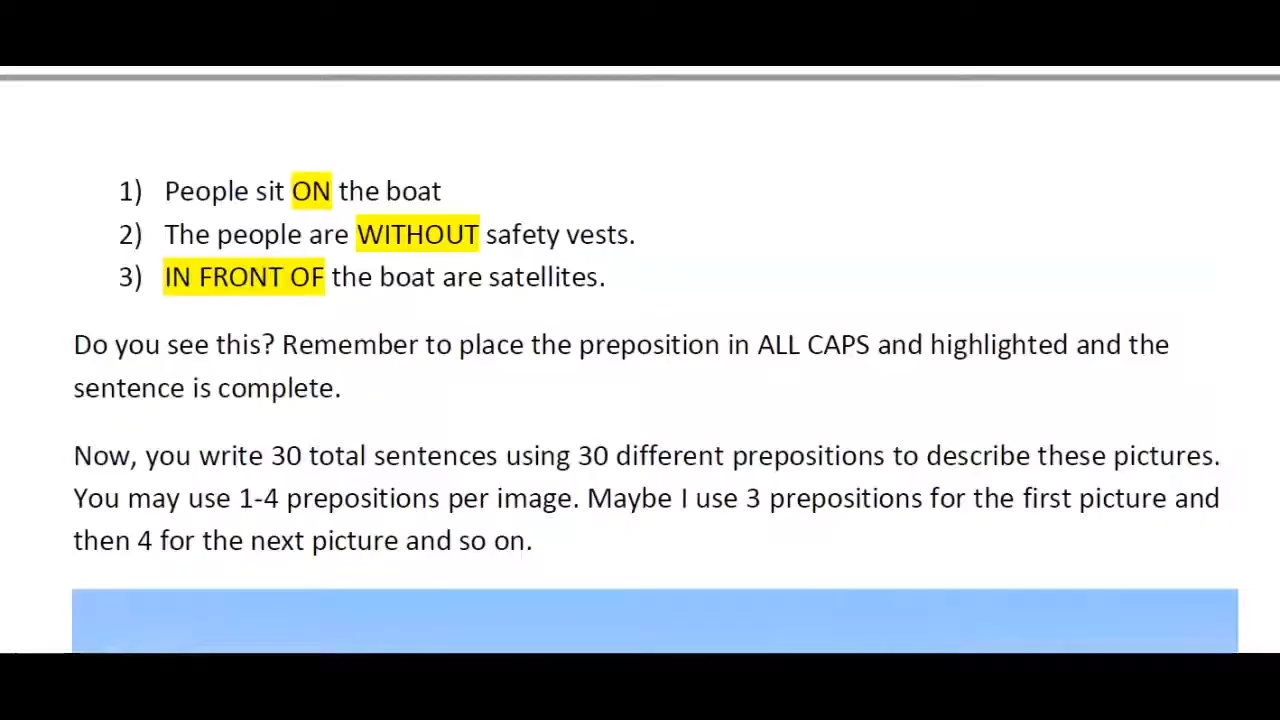 1) People sit ON the boat
2) The people are WITHOUT safety vests.
3) IN FRONT OF the boat are satellites.
Do you see this? Remember to place the preposition in ALL CAPS and highlighted and the
sentence is complete.
Now, you write 30 total sentences using 30 different prepositions to describe these pictures.
You may use 1-4 prepositions per image. Maybe I use 3 prepositions for the first picture and
then 4 for the next picture and so on.